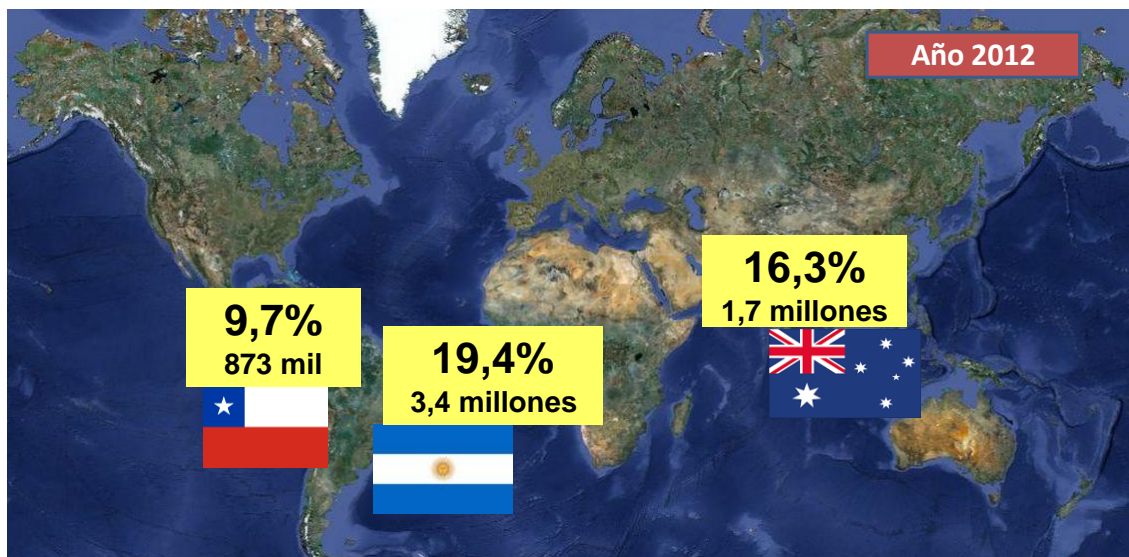 Año 2012
16,3%
1,7 millones
9,7%
873 mil
19,4%
3,4 millones